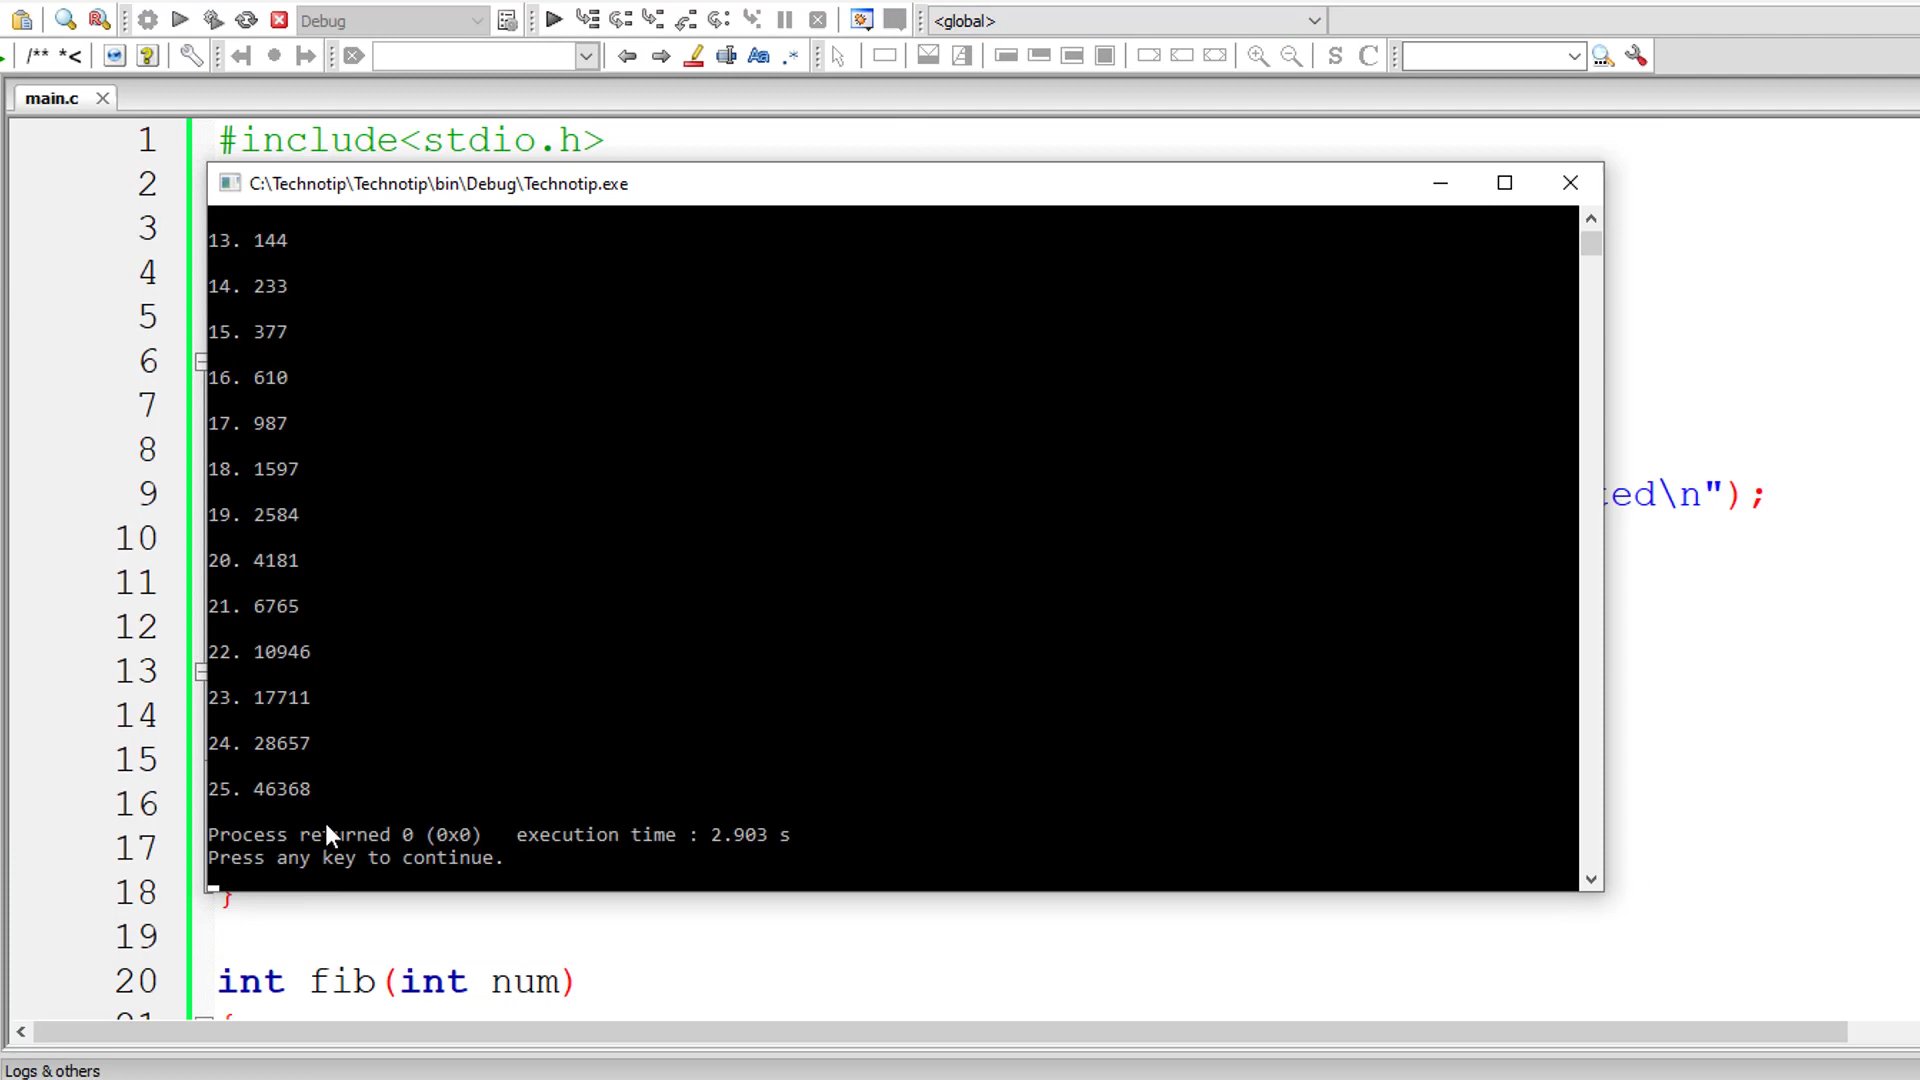 Debug
<global>
/** *<
Aa
.*
S
C
main.c
1 #include<stdio.h>
2
C:\Technotip\Technotip\bin\Debug\Technotip.exe
3
4
5
6
7
8
9 ted\n");
10
11
12
13
14
15
16
17
13. 144
14. 233
15. 377
16. 610
17. 987
18. 1597
19. 2584
20. 4181
21. 6765
22. 10946
23. 17711
24. 28657
25. 46368
Process returned 0 (0x0)   execution time : 2.903 s
Press any key to continue.
18 }
19
20 int fib(int num)
21 {
Logs & others